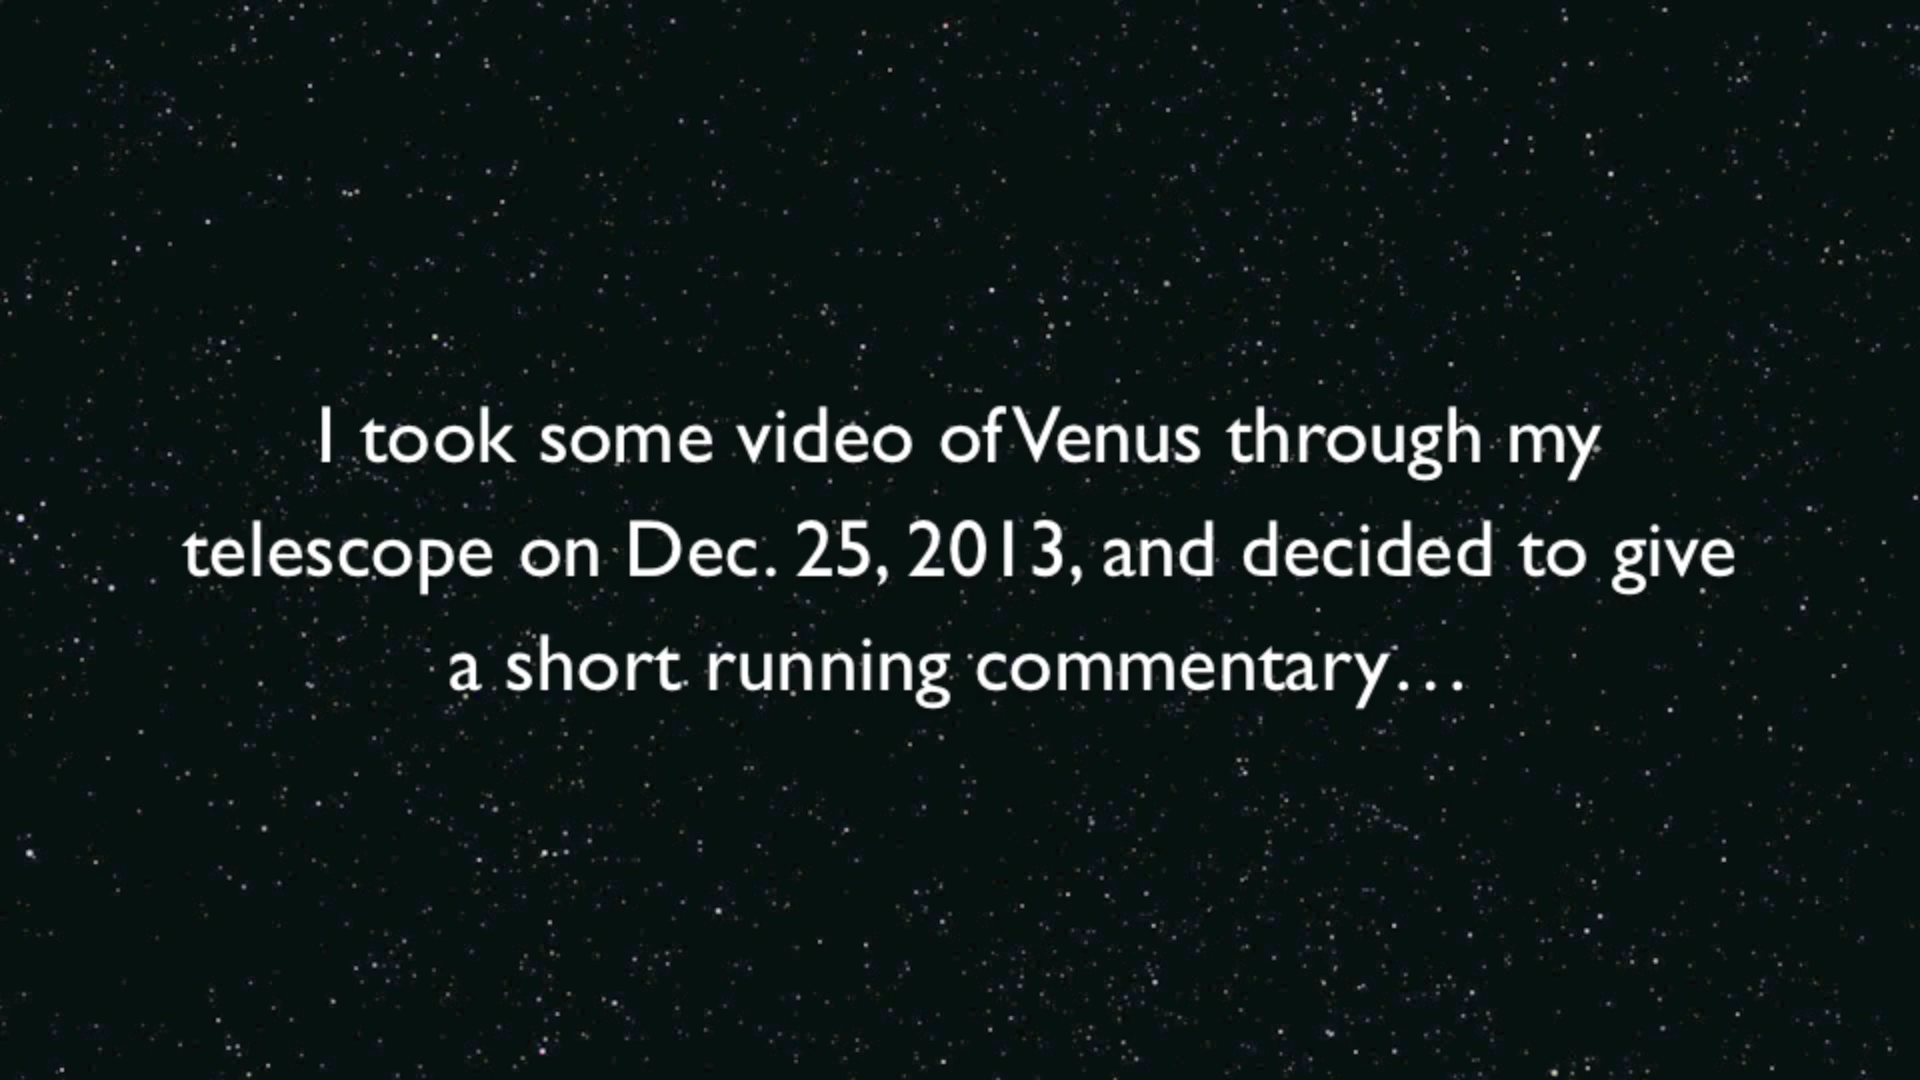 I took some video of Venus through my
telescope on Dec. 25, 2013, and decided to give
a short running commentary…